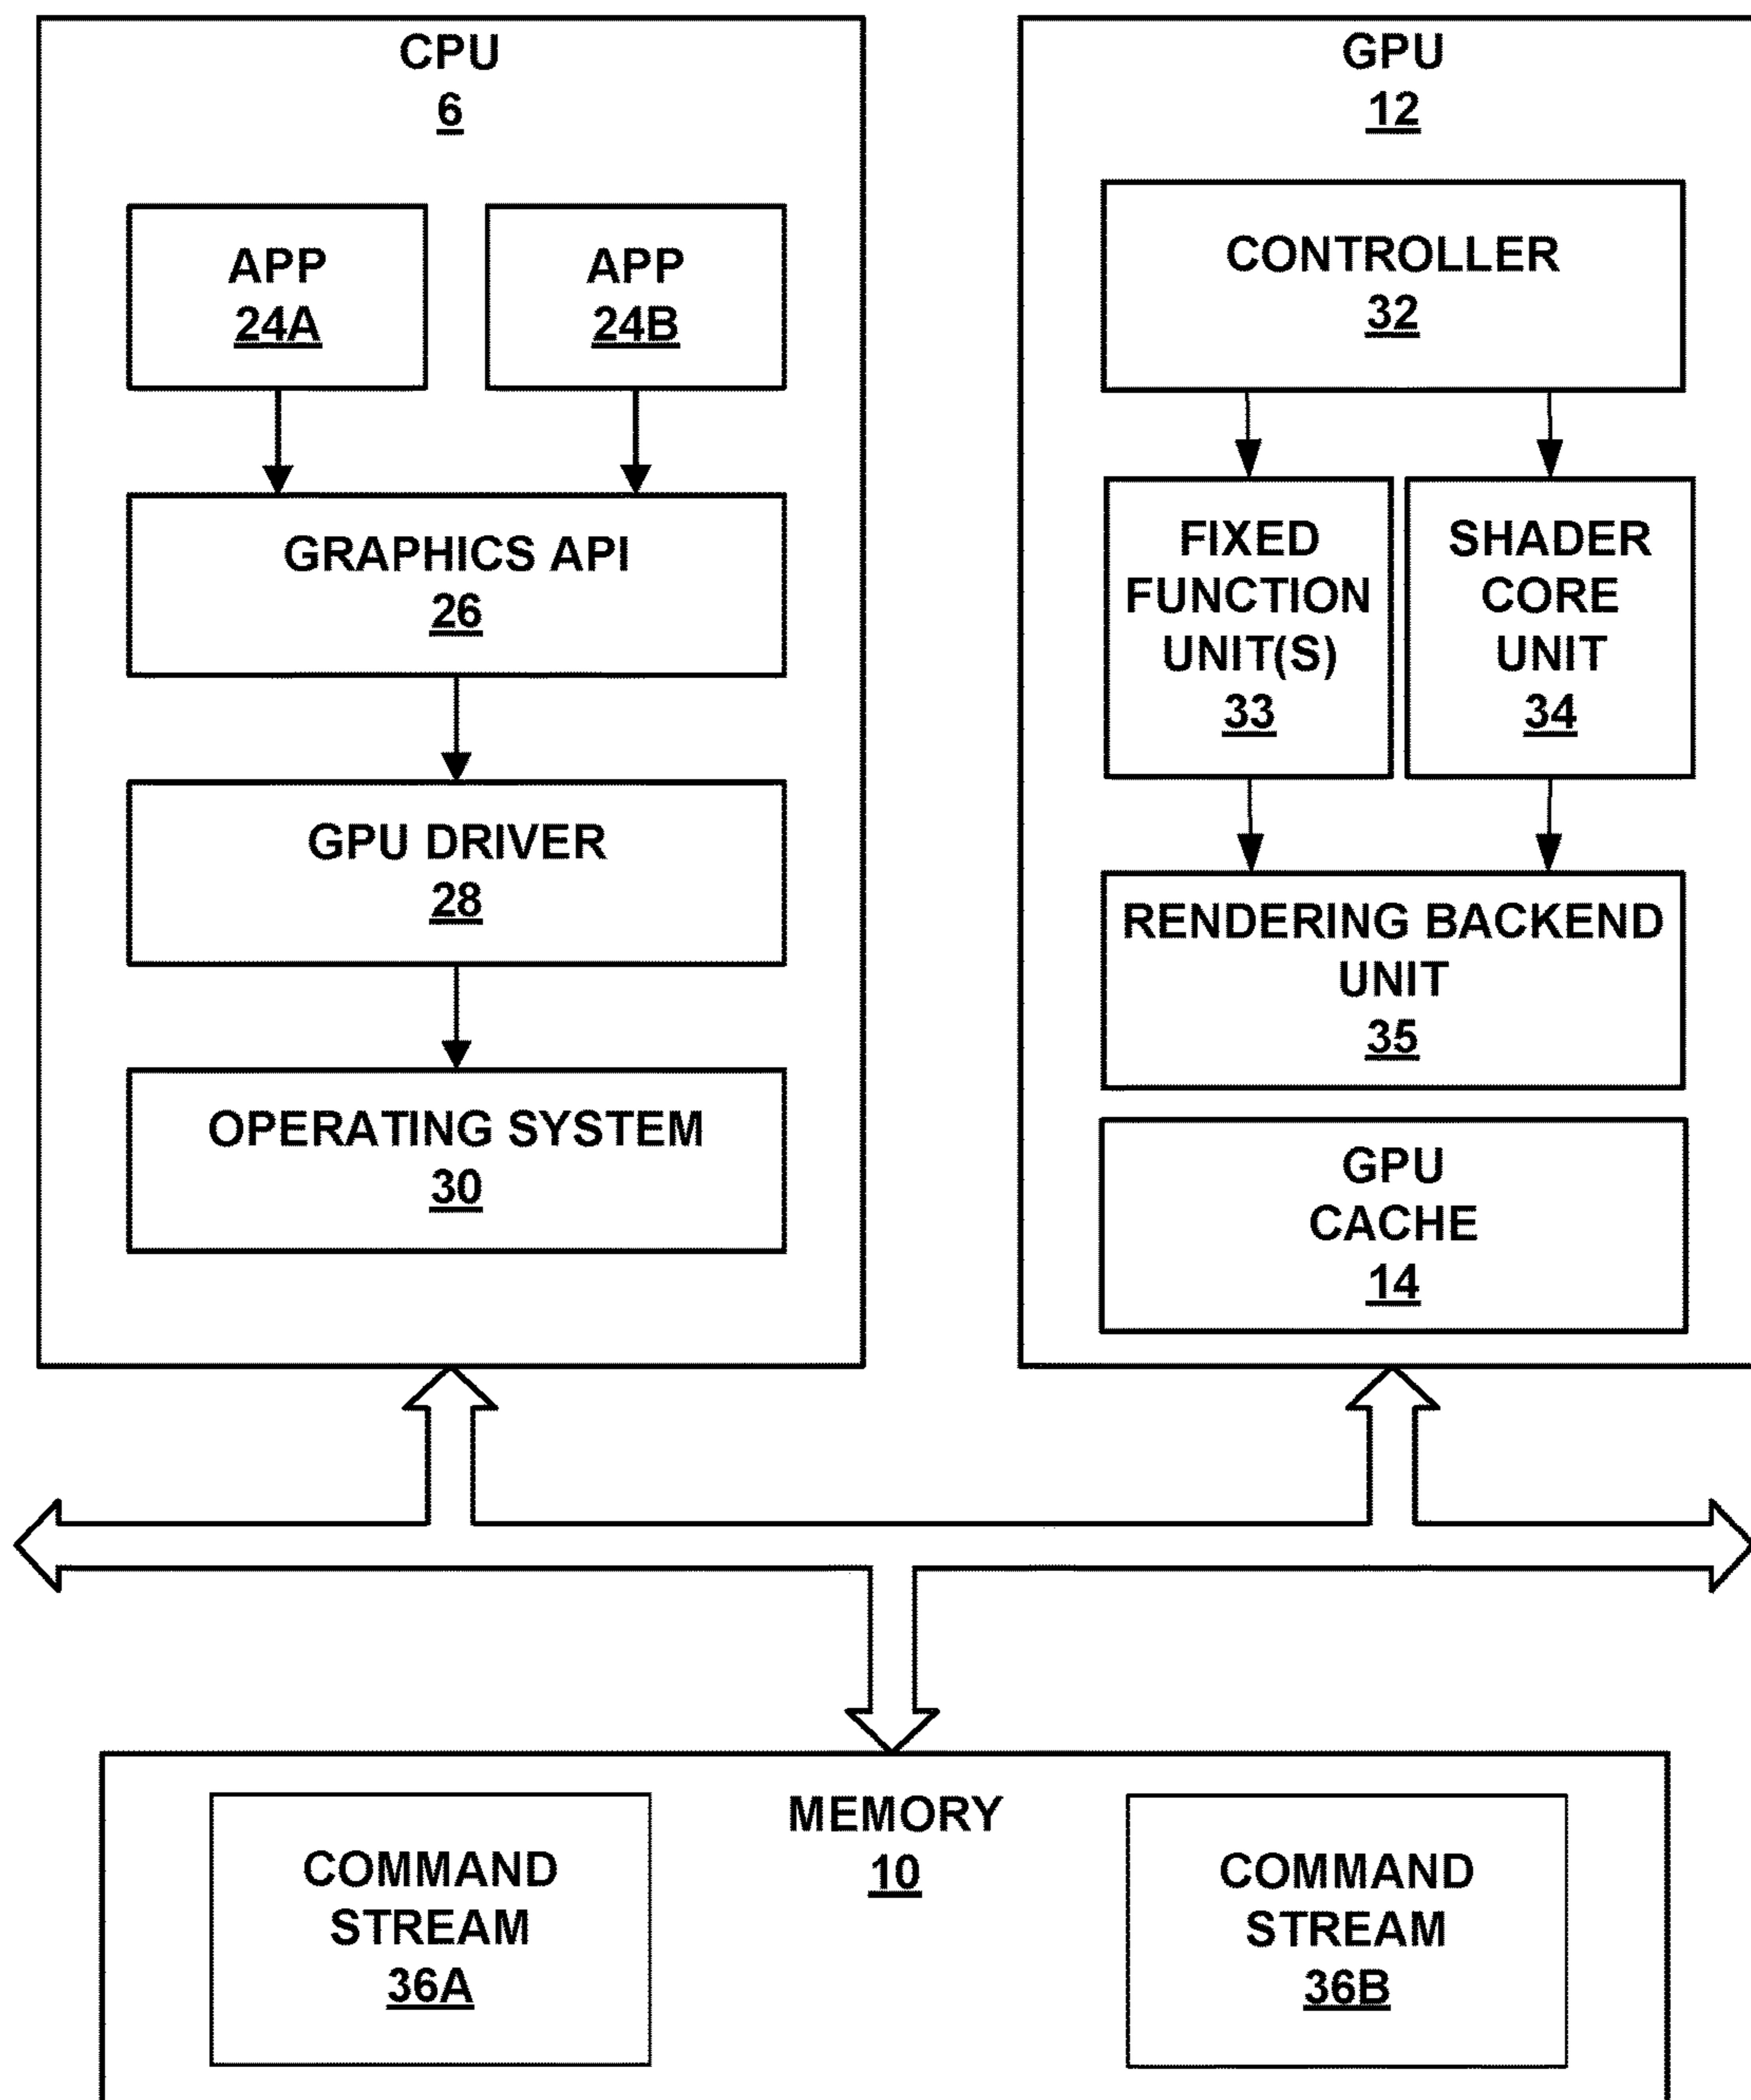 CPU
6
APP
24A
APP
24B
GRAPHICS API
26
GPU DRIVER
28
OPERATING SYSTEM
30
GPU
12
CONTROLLER
32
FIXED
FUNCTION
UNIT(S)
33
SHADER
CORE
UNIT
34
RENDERING BACKEND
UNIT
35
GPU
CACHE
14
MEMORY
10
COMMAND
STREAM
36A
COMMAND
STREAM
36B